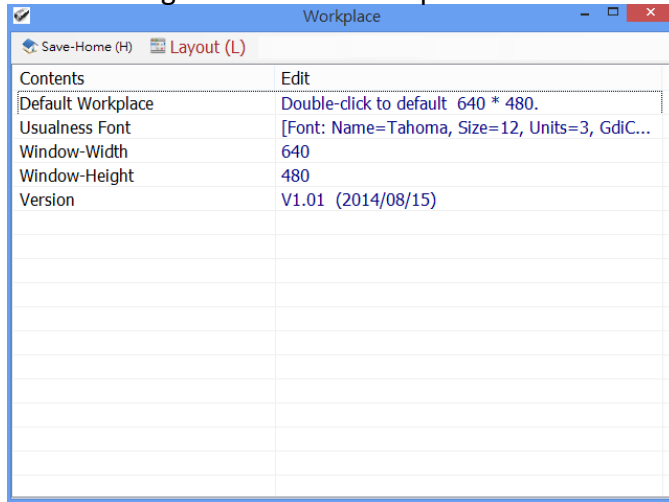 Workplace
Save-Home (H) Layout (L)
Contents Edit
Default Workplace Double-click to default 640 * 480.
Usualness Font [Font: Name=Tahoma, Size=12, Units=3, GdiC...
Window-Width 640
Window-Height 480
Version V1.01 (2014/08/15)